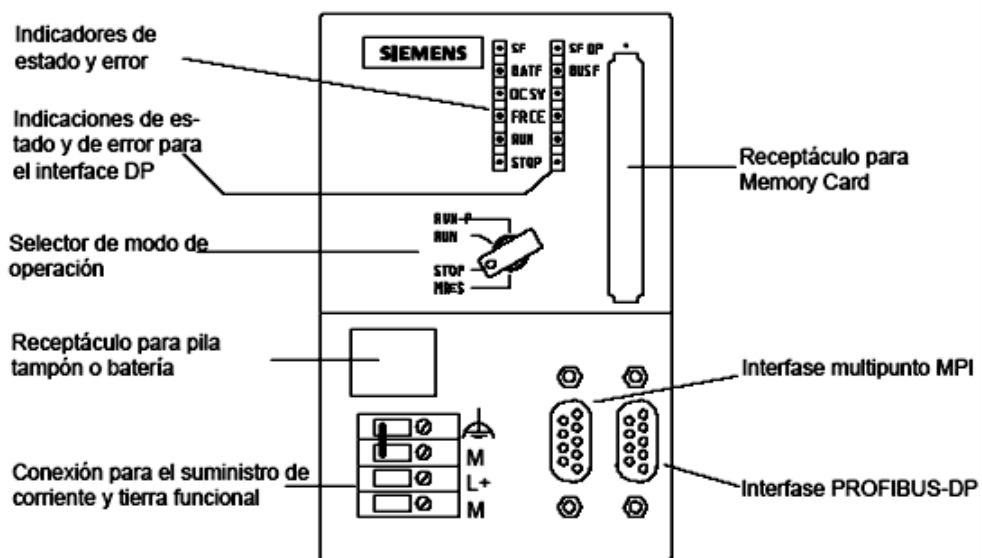 Indicadores de
estado y error
Indicaciones de es-
tado y de error para
el interface DP
Selector de modo de
operación
Receptáculo para pila
tampón o batería
Conexión para el suministro de
corriente y tierra funcional
SIEMENS
SF
BATF
DC5V
FRCE
RUN
STOP
SF DP
BUSF
RUN-P
RUN
STOP
MRES
M
L+
M
Receptáculo para
Memory Card
Interfase multipunto MPI
Interfase PROFIBUS-DP